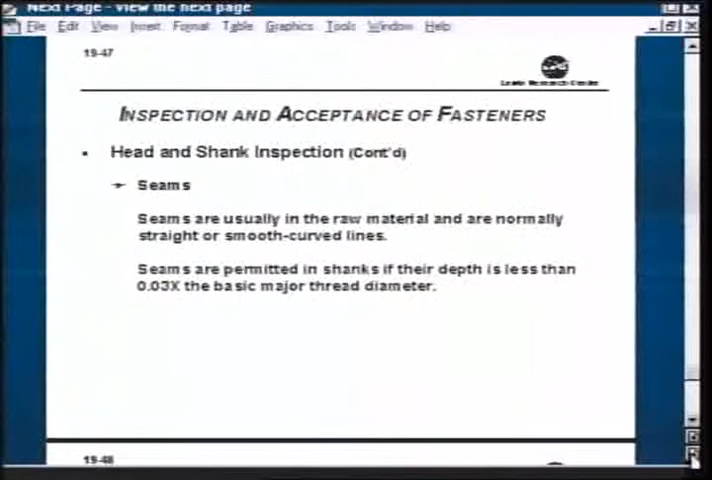 Next Page - View the next page
File Edit View Insert Format Table Graphics Tools Window Help
19-47
Lewis Research Center
INSPECTION AND ACCEPTANCE OF FASTENERS
▪ Head and Shank Inspection (Cont'd)
Seams
Seams are usually in the raw material and are normally
straight or smooth-curved lines.
Seams are permitted in shanks if their depth is less than
0.03X the basic major thread diameter.
19-48